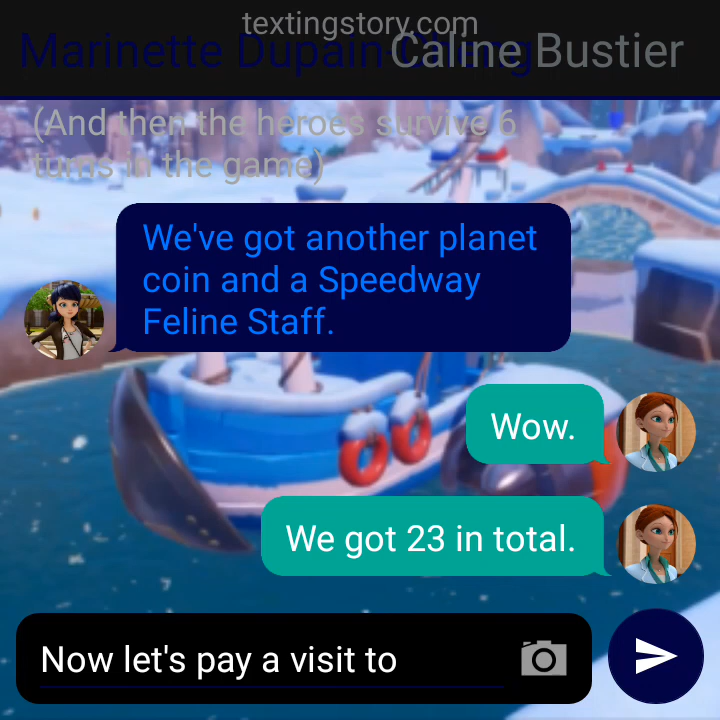 textingstory.com
Marinette Dupain-Cheng
Caline Bustier
(And then the heroes survive 6
turns in the game)
We've got another planet
coin and a Speedway
Feline Staff.
Wow.
We got 23 in total.
Now let's pay a visit to